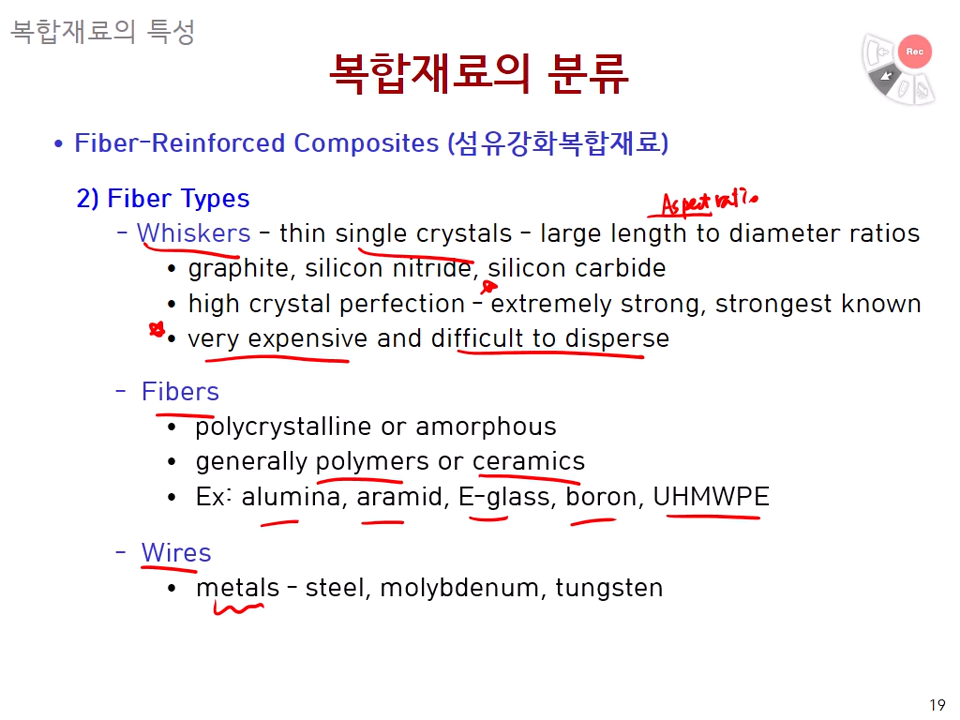 복합재료의 특성
Rec
복합재료의 분류
• Fiber-Reinforced Composites (섬유강화복합재료)
2) Fiber Types
Aspect ratio
- Whiskers - thin single crystals - large length to diameter ratios
• graphite, silicon nitride, silicon carbide
• high crystal perfection - extremely strong, strongest known
• very expensive and difficult to disperse
- Fibers
• polycrystalline or amorphous
• generally polymers or ceramics
• Ex: alumina, aramid, E-glass, boron, UHMWPE
- Wires
• metals - steel, molybdenum, tungsten
19